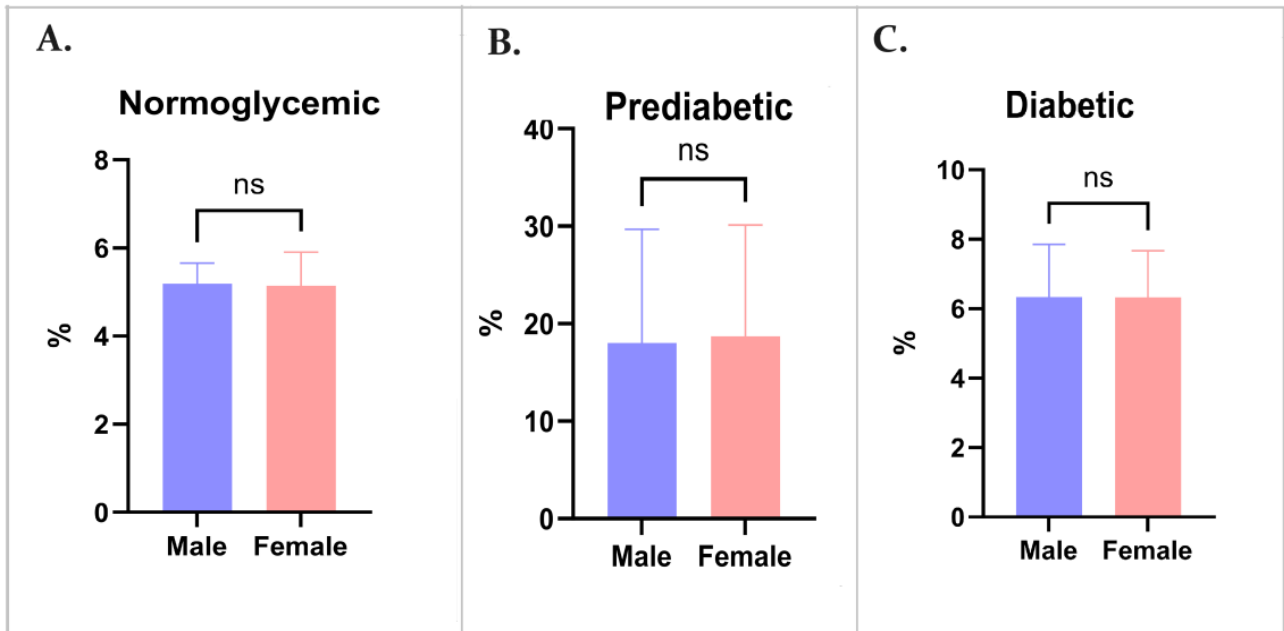 A.
Normoglycemic
8
6
4
2
0
%
ns
Male Female
B.
Prediabetic
40
30
20
10
0
%
ns
Male Female
C.
Diabetic
10
8
6
4
2
0
%
ns
Male Female